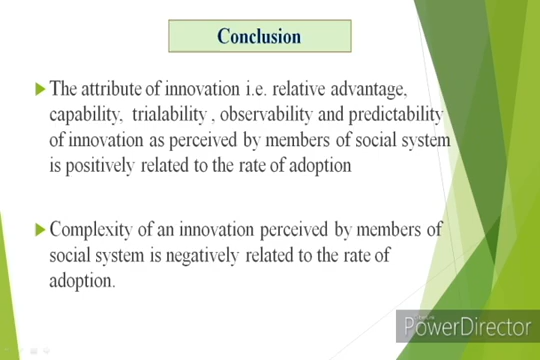 Conclusion
The attribute of innovation i.e. relative advantage,
capability, trialability , observability and predictability
of innovation as perceived by members of social system
is positively related to the rate of adoption
Complexity of an innovation perceived by members of
social system is negatively related to the rate of
adoption.
PowerDirector